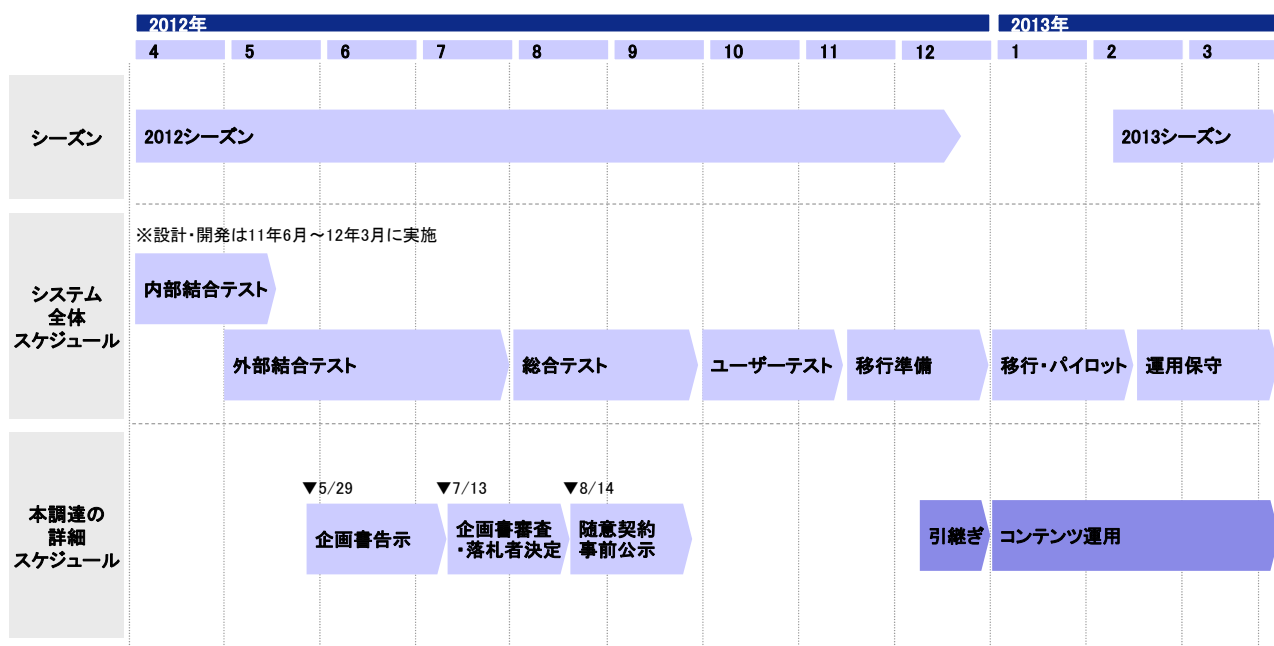 2012年
2013年
4
5
6
7
8
9
10
11
12
1
2
3
シーズン
2012シーズン
2013シーズン
システム
全体
スケジュール
※設計・開発は11年6月～12年3月に実施
内部結合テスト
外部結合テスト
総合テスト
ユーザーテスト
移行準備
移行・パイロット
運用保守
本調達の
詳細
スケジュール
▼5/29
▼7/13
▼8/14
企画書告示
企画書審査
・落札者決定
随意契約
事前公示
引継ぎ
コンテンツ運用